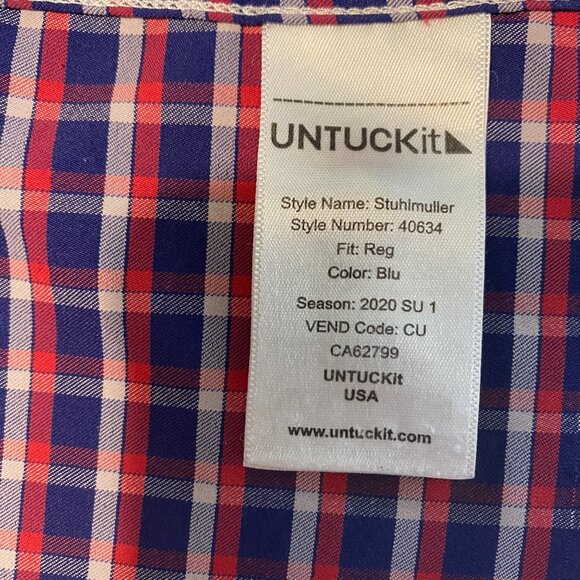 UNTUCKit
Style Name: Stuhlmuller
Style Number: 40634
Fit: Reg
Color: Blu
Season: 2020 SU 1
VEND Code: CU
CA62799
UNTUCKit
USA
www.untuckit.com